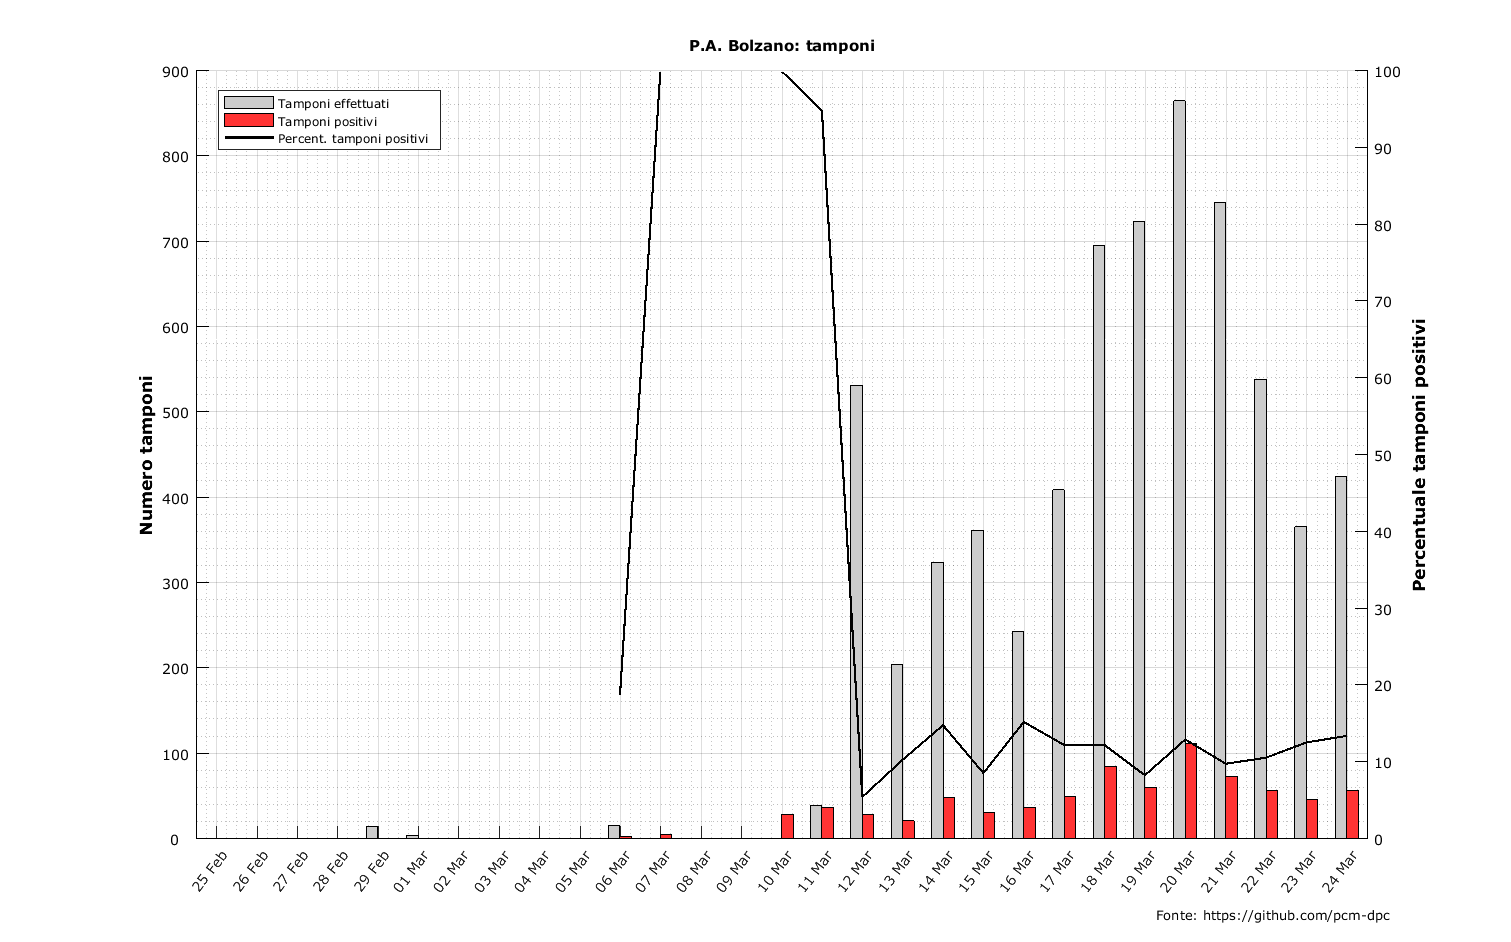 P.A. Bolzano: tamponi
Tamponi effettuati
Tamponi positivi
Percent. tamponi positivi
Numero tamponi
900
800
700
600
500
400
300
200
100
0
Percentuale tamponi positivi
100
90
80
70
60
50
40
30
20
10
0
25 Feb
26 Feb
27 Feb
28 Feb
29 Feb
01 Mar
02 Mar
03 Mar
04 Mar
05 Mar
06 Mar
07 Mar
08 Mar
09 Mar
10 Mar
11 Mar
12 Mar
13 Mar
14 Mar
15 Mar
16 Mar
17 Mar
18 Mar
19 Mar
20 Mar
21 Mar
22 Mar
23 Mar
24 Mar
Fonte: https://github.com/pcm-dpc